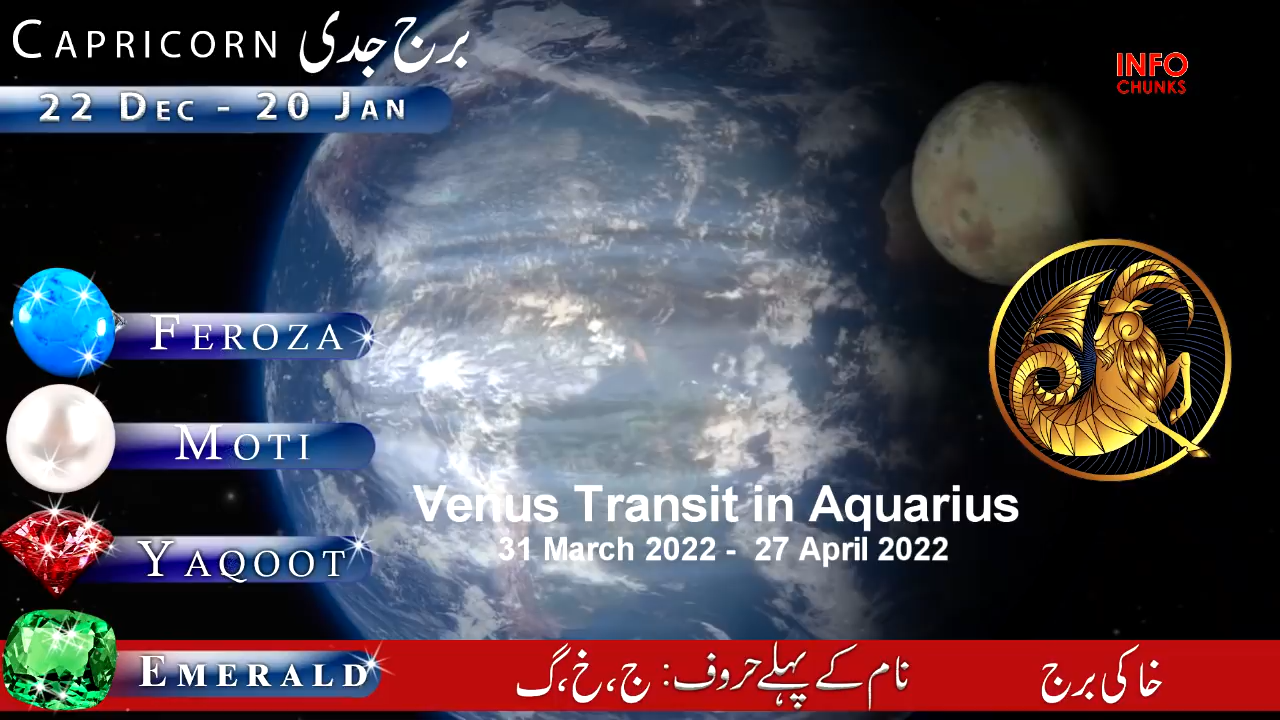 CAPRICORN برج جدی
22 DEC - 20 JAN
INFO
CHUNKS
FEROZA
MOTI
YAQOOT
EMERALD
Venus Transit in Aquarius
31 March 2022 - 27 April 2022
نام کے پہلے حروف: ج، خ، گ
خاکی برج